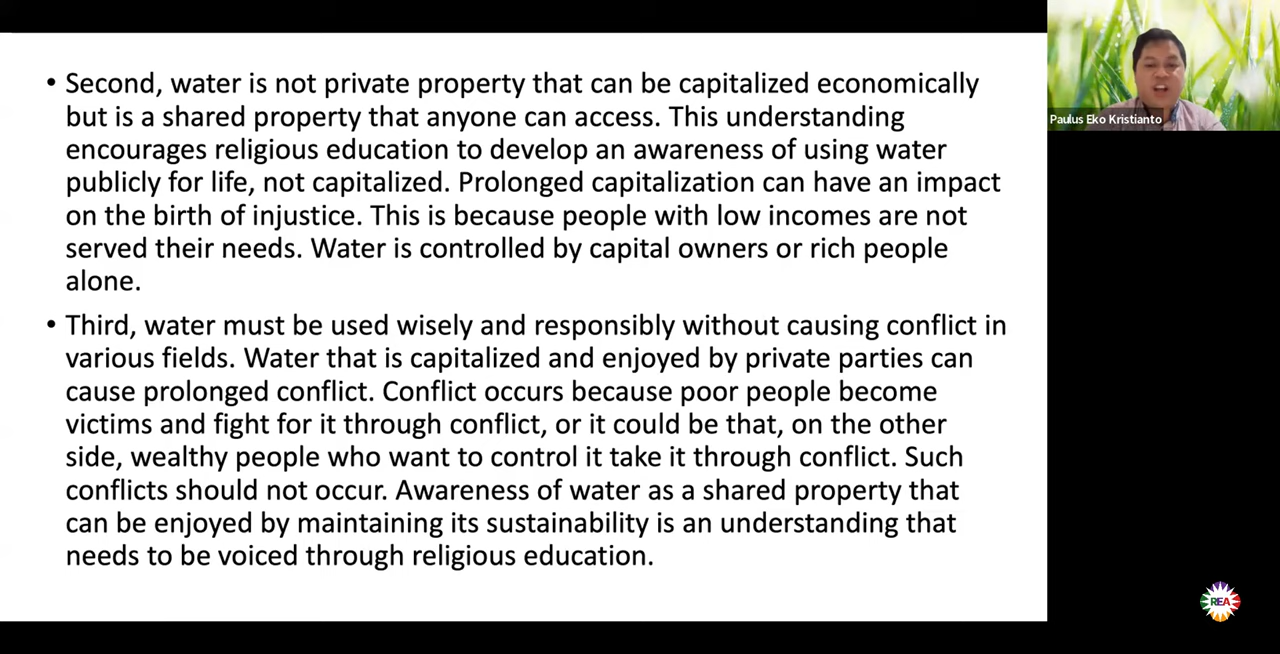 • Second, water is not private property that can be capitalized economically
but is a shared property that anyone can access. This understanding
encourages religious education to develop an awareness of using water
publicly for life, not capitalized. Prolonged capitalization can have an impact
on the birth of injustice. This is because people with low incomes are not
served their needs. Water is controlled by capital owners or rich people
alone.
• Third, water must be used wisely and responsibly without causing conflict in
various fields. Water that is capitalized and enjoyed by private parties can
cause prolonged conflict. Conflict occurs because poor people become
victims and fight for it through conflict, or it could be that, on the other
side, wealthy people who want to control it take it through conflict. Such
conflicts should not occur. Awareness of water as a shared property that
can be enjoyed by maintaining its sustainability is an understanding that
needs to be voiced through religious education.
Paulus Eko Kristianto
REA